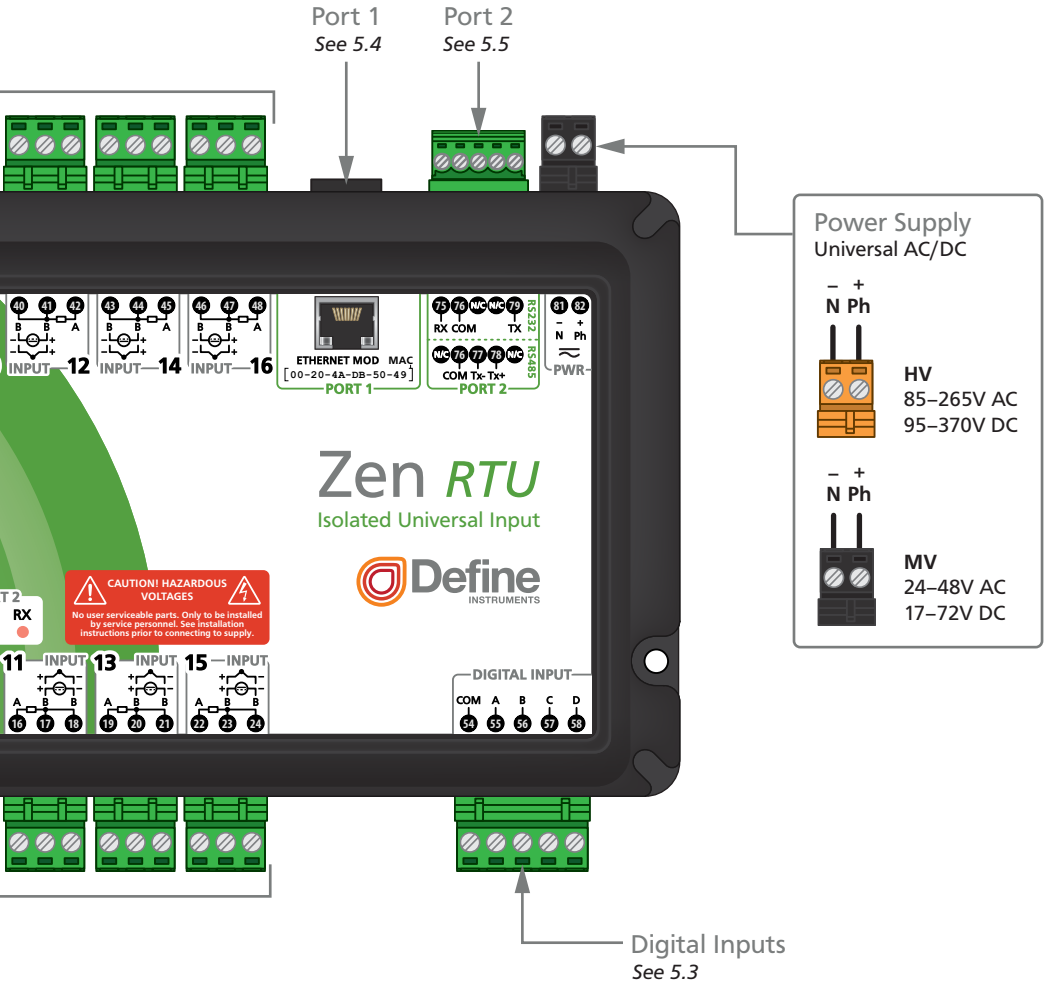 Port 1
See 5.4
Port 2
See 5.5
Power Supply
Universal AC/DC
– +
N Ph
HV
85–265V AC
95–370V DC
– +
N Ph
MV
24–48V AC
17–72V DC
40 41 42
B B A
- +
- +
INPUT 12
43 44 45
B B A
- +
- +
INPUT 14
46 47 48
B B A
- +
- +
INPUT 16
ETHERNET MOD MAC
[00-20-4A-DB-50-49]
PORT 1
75 76 N/C N/C 79
RX COM TX
RS232
N/C 76 77 78 N/C
COM Tx- Tx+
RS485
PORT 2
81 82
– +
N Ph
PWR
Zen RTU
Isolated Universal Input
Define
INSTRUMENTS
CAUTION! HAZARDOUS
VOLTAGES
No user serviceable parts. Only to be installed
by service personnel. See installation
instructions prior to connecting to supply.
T 2
RX
11 INPUT
+ -
+ -
A B B
16 17 18
13 INPUT
+ -
+ -
A B B
19 20 21
15 INPUT
+ -
+ -
A B B
22 23 24
DIGITAL INPUT
COM A B C D
54 55 56 57 58
Digital Inputs
See 5.3